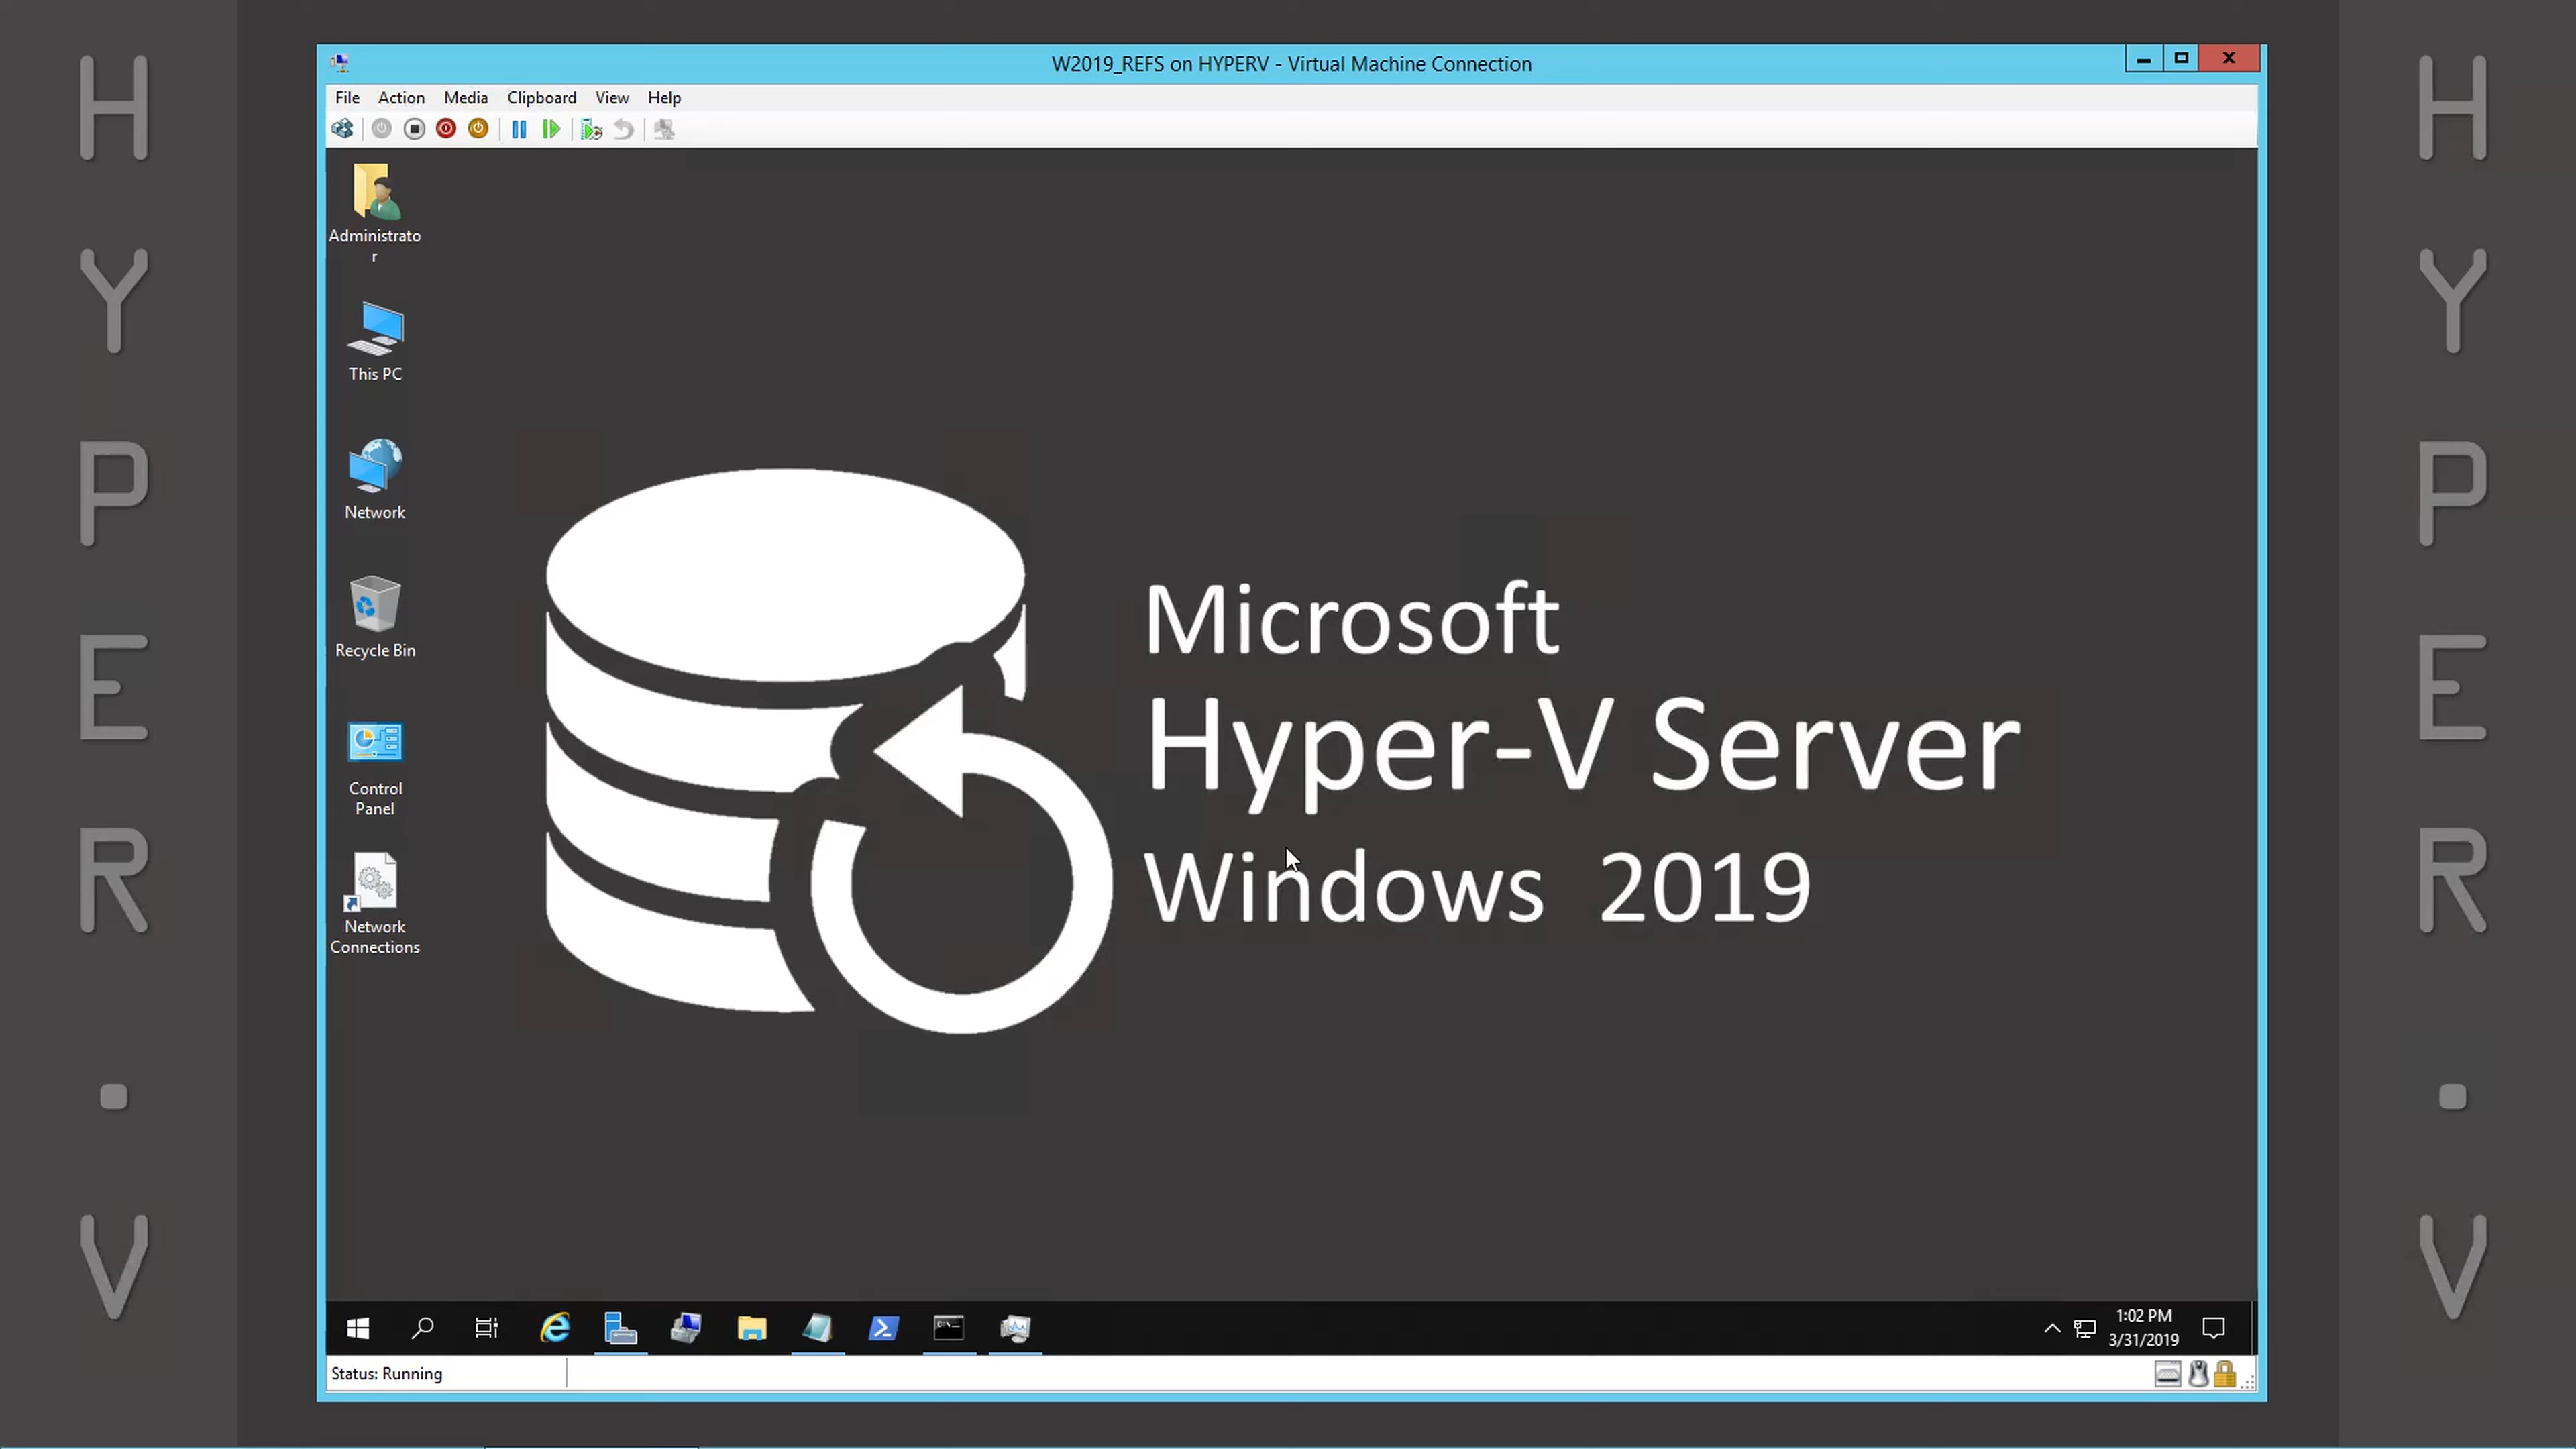 W2019_REFS on HYPERV - Virtual Machine Connection
File Action Media Clipboard View Help
Administrato
r
This PC
Network
Recycle Bin
Control
Panel
Network
Connections
Microsoft
Hyper-V Server
Windows 2019
1:02 PM
3/31/2019
Status: Running
H
Y
P
E
R
-
V
H
Y
P
E
R
-
V